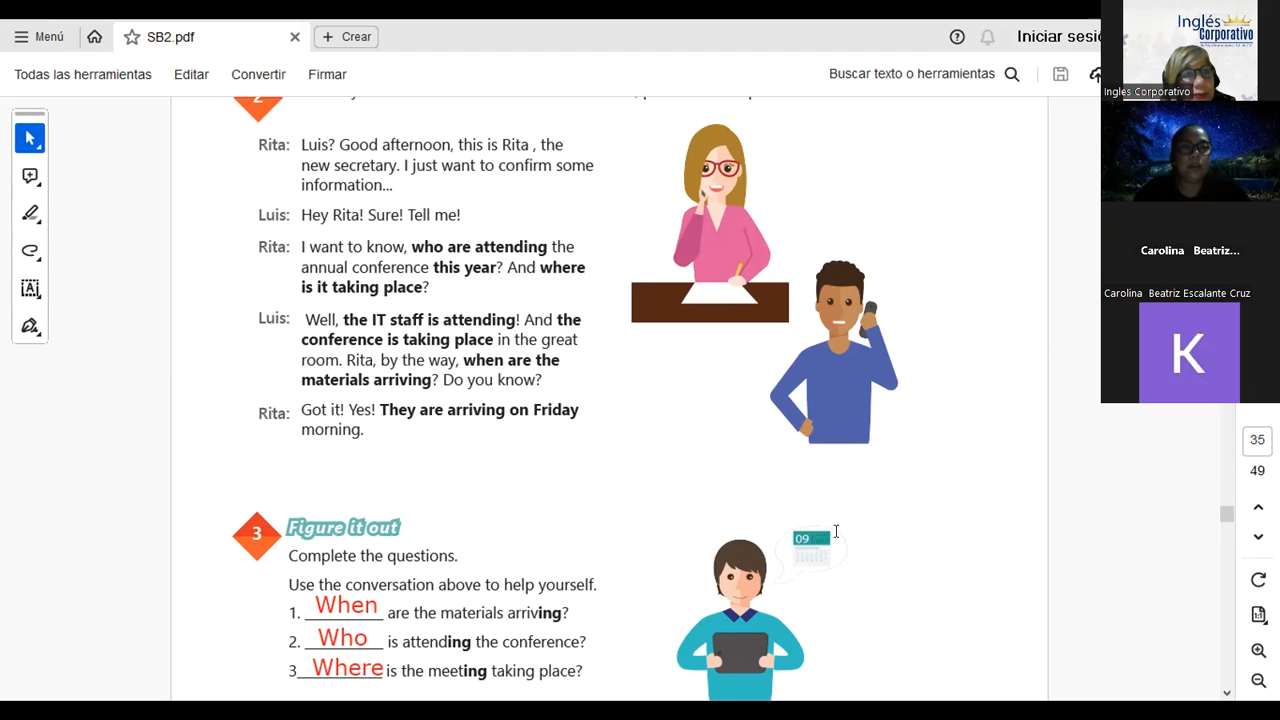 Menú
SB2.pdf
Crear
Iniciar sesi
Todas las herramientas
Editar
Convertir
Firmar
Buscar texto o herramientas
Inglés
Corporativo
Ingles Corporativo
Carolina Beatriz...
Carolina Beatriz Escalante Cruz
K
2
Rita: Luis? Good afternoon, this is Rita , the
new secretary. I just want to confirm some
information...
Luis: Hey Rita! Sure! Tell me!
Rita: I want to know, who are attending the
annual conference this year? And where
is it taking place?
Luis: Well, the IT staff is attending! And the
conference is taking place in the great
room. Rita, by the way, when are the
materials arriving? Do you know?
Rita: Got it! Yes! They are arriving on Friday
morning.
3 Figure it out
09
Complete the questions.
Use the conversation above to help yourself.
1. When are the materials arriving?
2. Who is attending the conference?
3 Where is the meeting taking place?
35
49